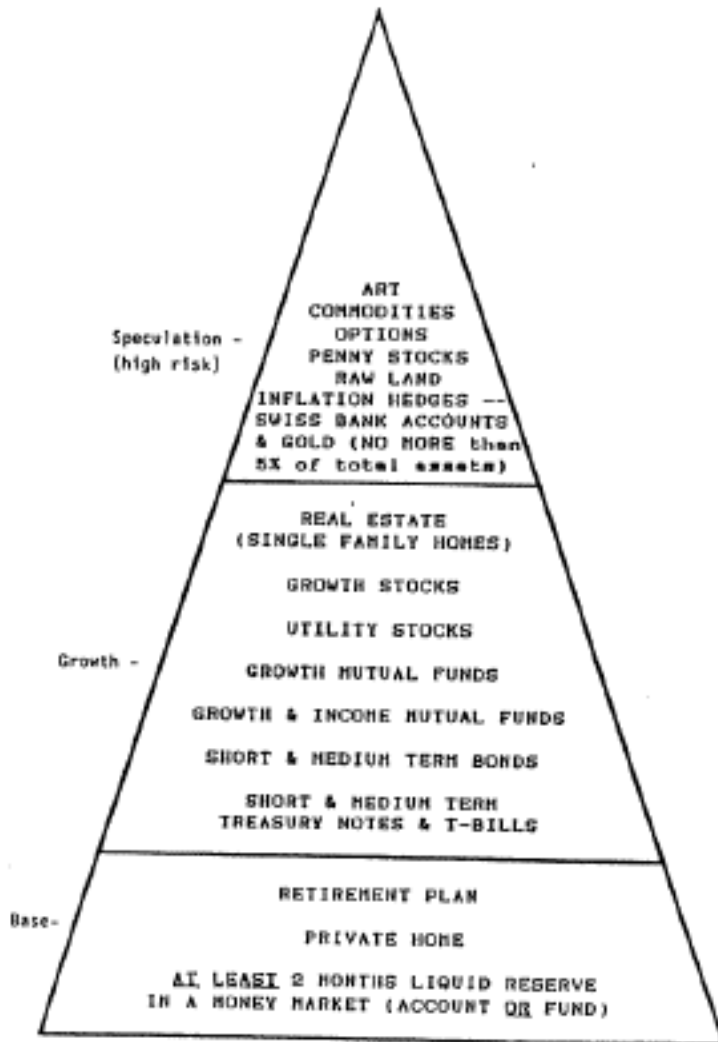 ART
COMMODITIES
OPTIONS
PENNY STOCKS
RAW LAND
INFLATION HEDGES --
SWISS BANK ACCOUNTS
& GOLD (NO MORE than
5% of total assets)
Speculation -
(high risk)
REAL ESTATE
(SINGLE FAMILY HOMES)
GROWTH STOCKS
UTILITY STOCKS
GROWTH MUTUAL FUNDS
GROWTH & INCOME MUTUAL FUNDS
SHORT & MEDIUM TERM BONDS
SHORT & MEDIUM TERM
TREASURY NOTES & T-BILLS
Growth -
RETIREMENT PLAN
PRIVATE HOME
AT LEAST 2 MONTHS LIQUID RESERVE
IN A MONEY MARKET (ACCOUNT OR FUND)
Base-